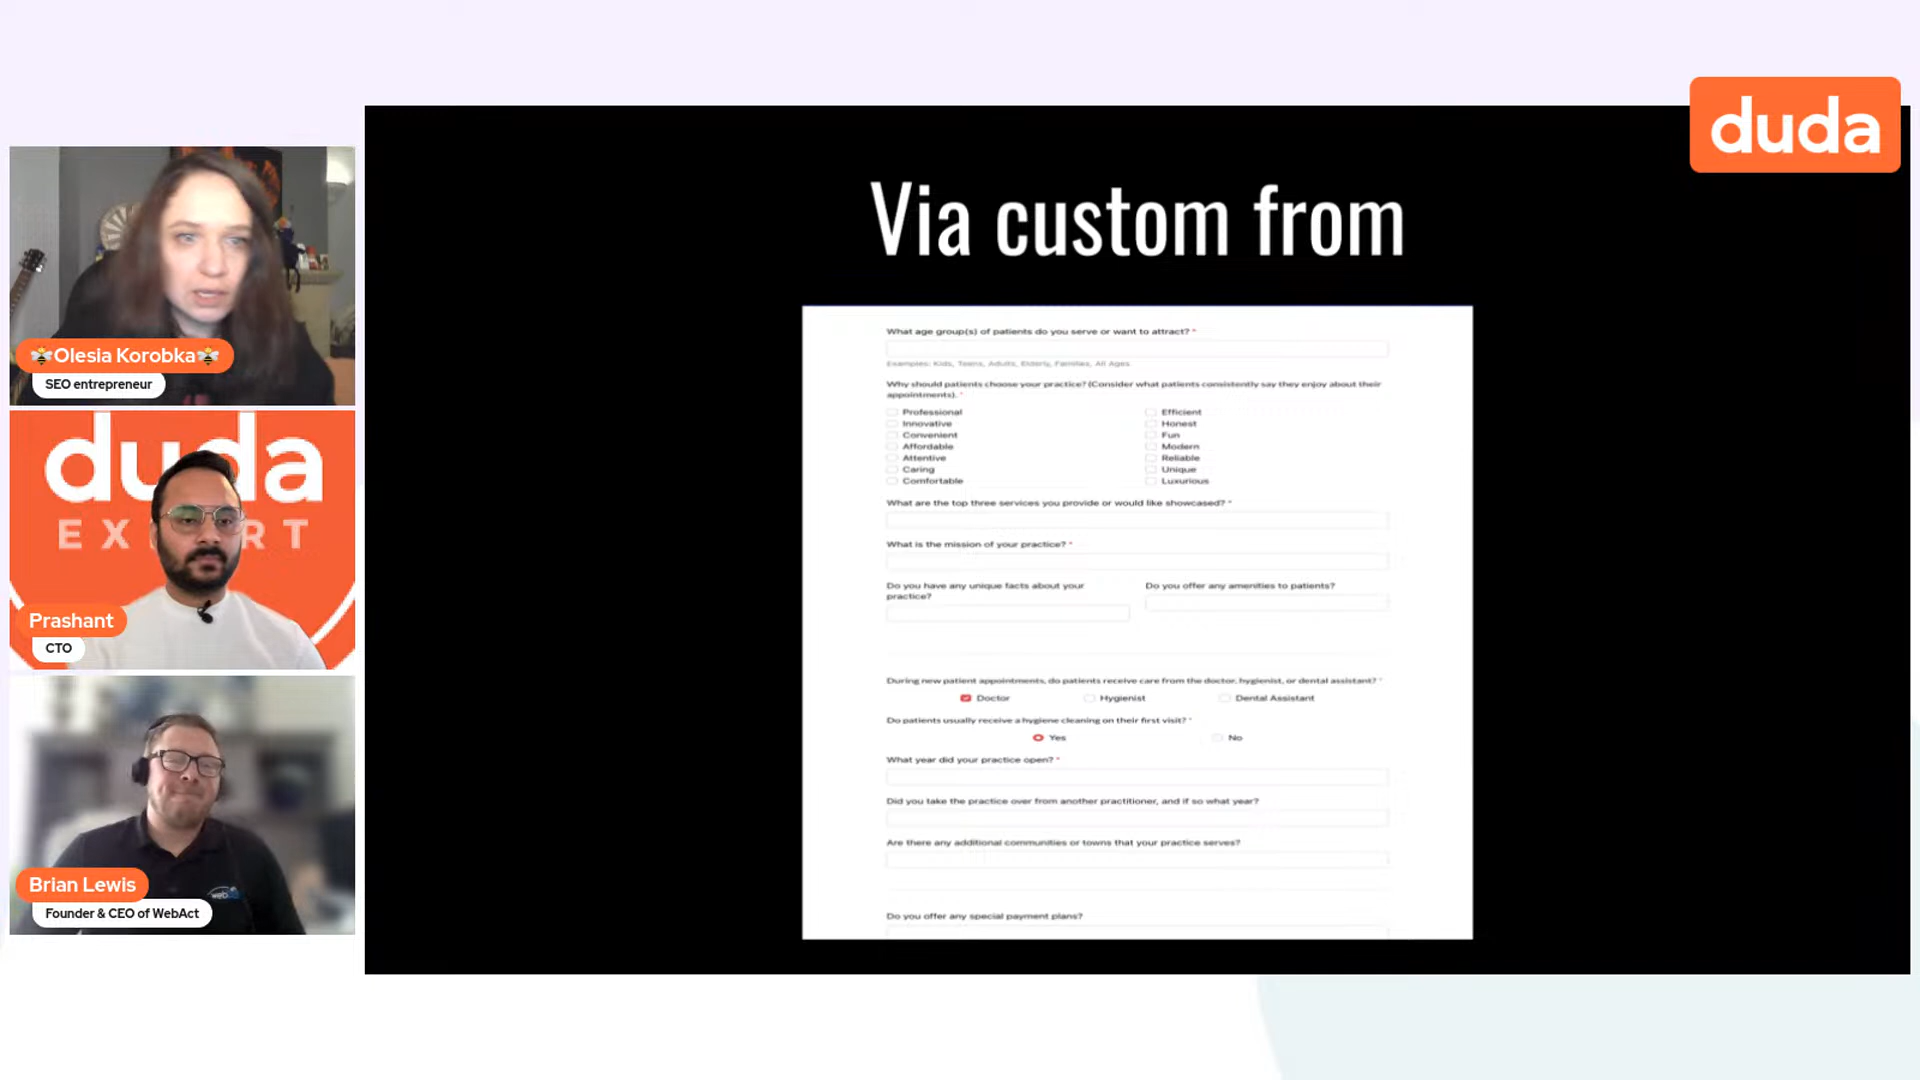 duda
Via custom from
What age group(s) of patients do you serve or want to attract? *
Examples: Kids, Teens, Adults, Elderly, Families, All Ages
Why should patients choose your practice? (Consider what patients consistently say they enjoy about their
appointments). *
Professional
Efficient
Innovative
Honest
Convenient
Fun
Affordable
Modern
Attentive
Reliable
Caring
Unique
Comfortable
Luxurious
What are the top three services you provide or would like showcased? *
What is the mission of your practice? *
Do you have any unique facts about your
practice?
Do you offer any amenities to patients?
During new patient appointments, do patients receive care from the doctor, hygienist, or dental assistant? *
Doctor
Hygienist
Dental Assistant
Do patients usually receive a hygiene cleaning on their first visit? *
Yes
No
What year did your practice open? *
Did you take the practice over from another practitioner, and if so what year?
Are there any additional communities or towns that your practice serves?
Do you offer any special payment plans?
🐝Olesia Korobka🐝
SEO entrepreneur
duda
EX RT
Prashant
CTO
web
Brian Lewis
Founder & CEO of WebAct